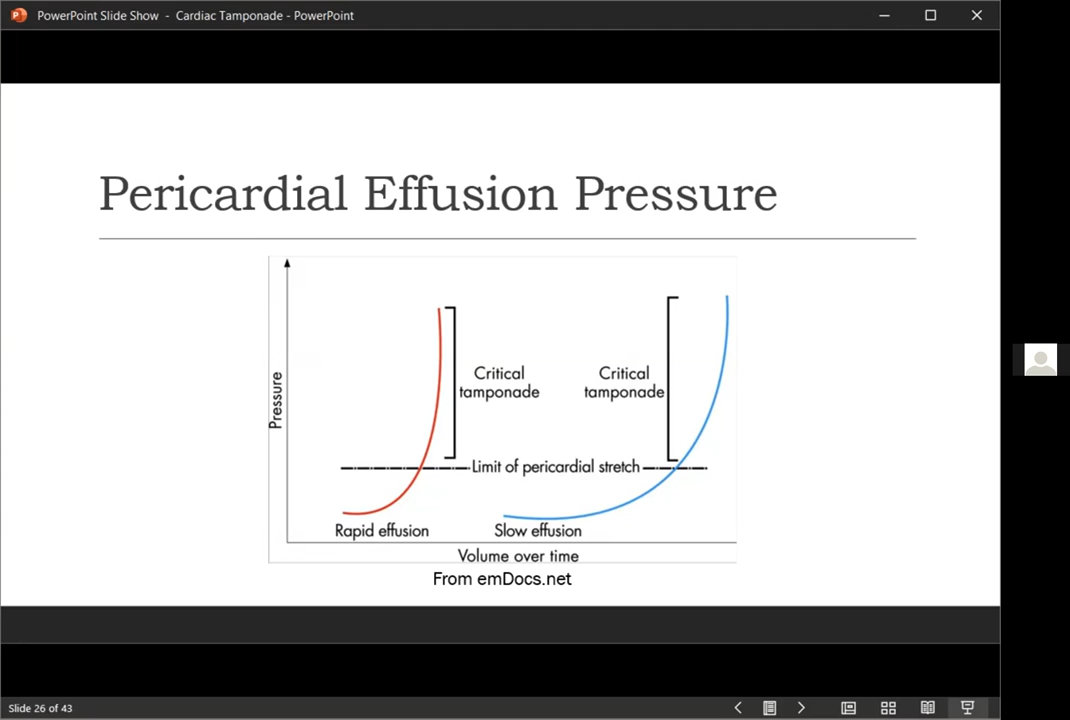 PowerPoint Slide Show - Cardiac Tamponade - PowerPoint
Pericardial Effusion Pressure
Pressure
Critical
tamponade
Critical
tamponade
Limit of pericardial stretch
Rapid effusion
Slow effusion
Volume over time
From emDocs.net
Slide 26 of 43